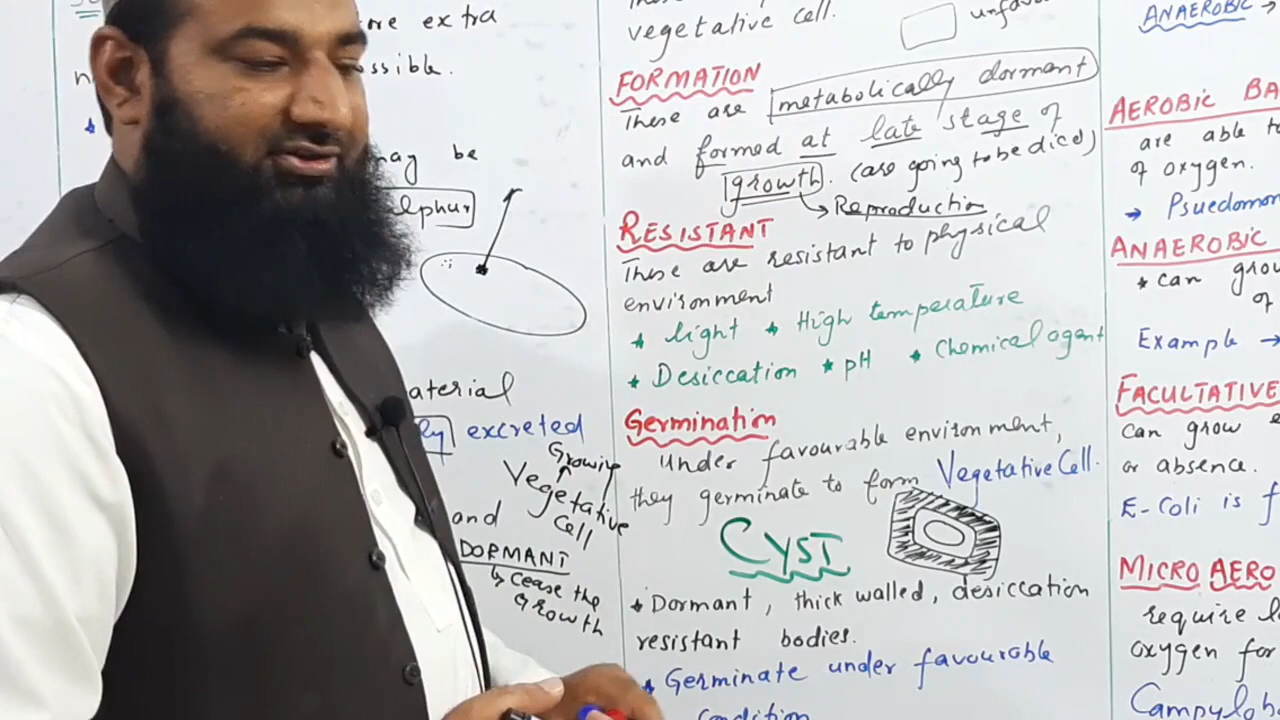 extra
ssible.
may be
lphur
aterial
ly excreted
Growing
Vegetative
cell
and
DORMANT
↳ cease the
growth
vegetative cell.
FORMATION
These are metabolically dormant
and formed at late stage of
growth. (are going to be dice)
→ Reproduction
RESISTANT
These are resistant to physical
environment
* light * High temperature
* Desiccation * pH * Chemical agent
Germination
Under favourable environment,
they germinate to form Vegetative Cell.
CYST
* Dormant, thick walled, desiccation
resistant bodies.
* Germinate under favourable
condition
ANAEROBIC →
AEROBIC BA
are able t
of oxygen.
→ Psuedomon
ANAEROBIC
* can grow
of
Example →
FACULTATIVE
can grow
or absence.
E-Coli is f
MICRO AERO
require l
oxygen for
Campylob